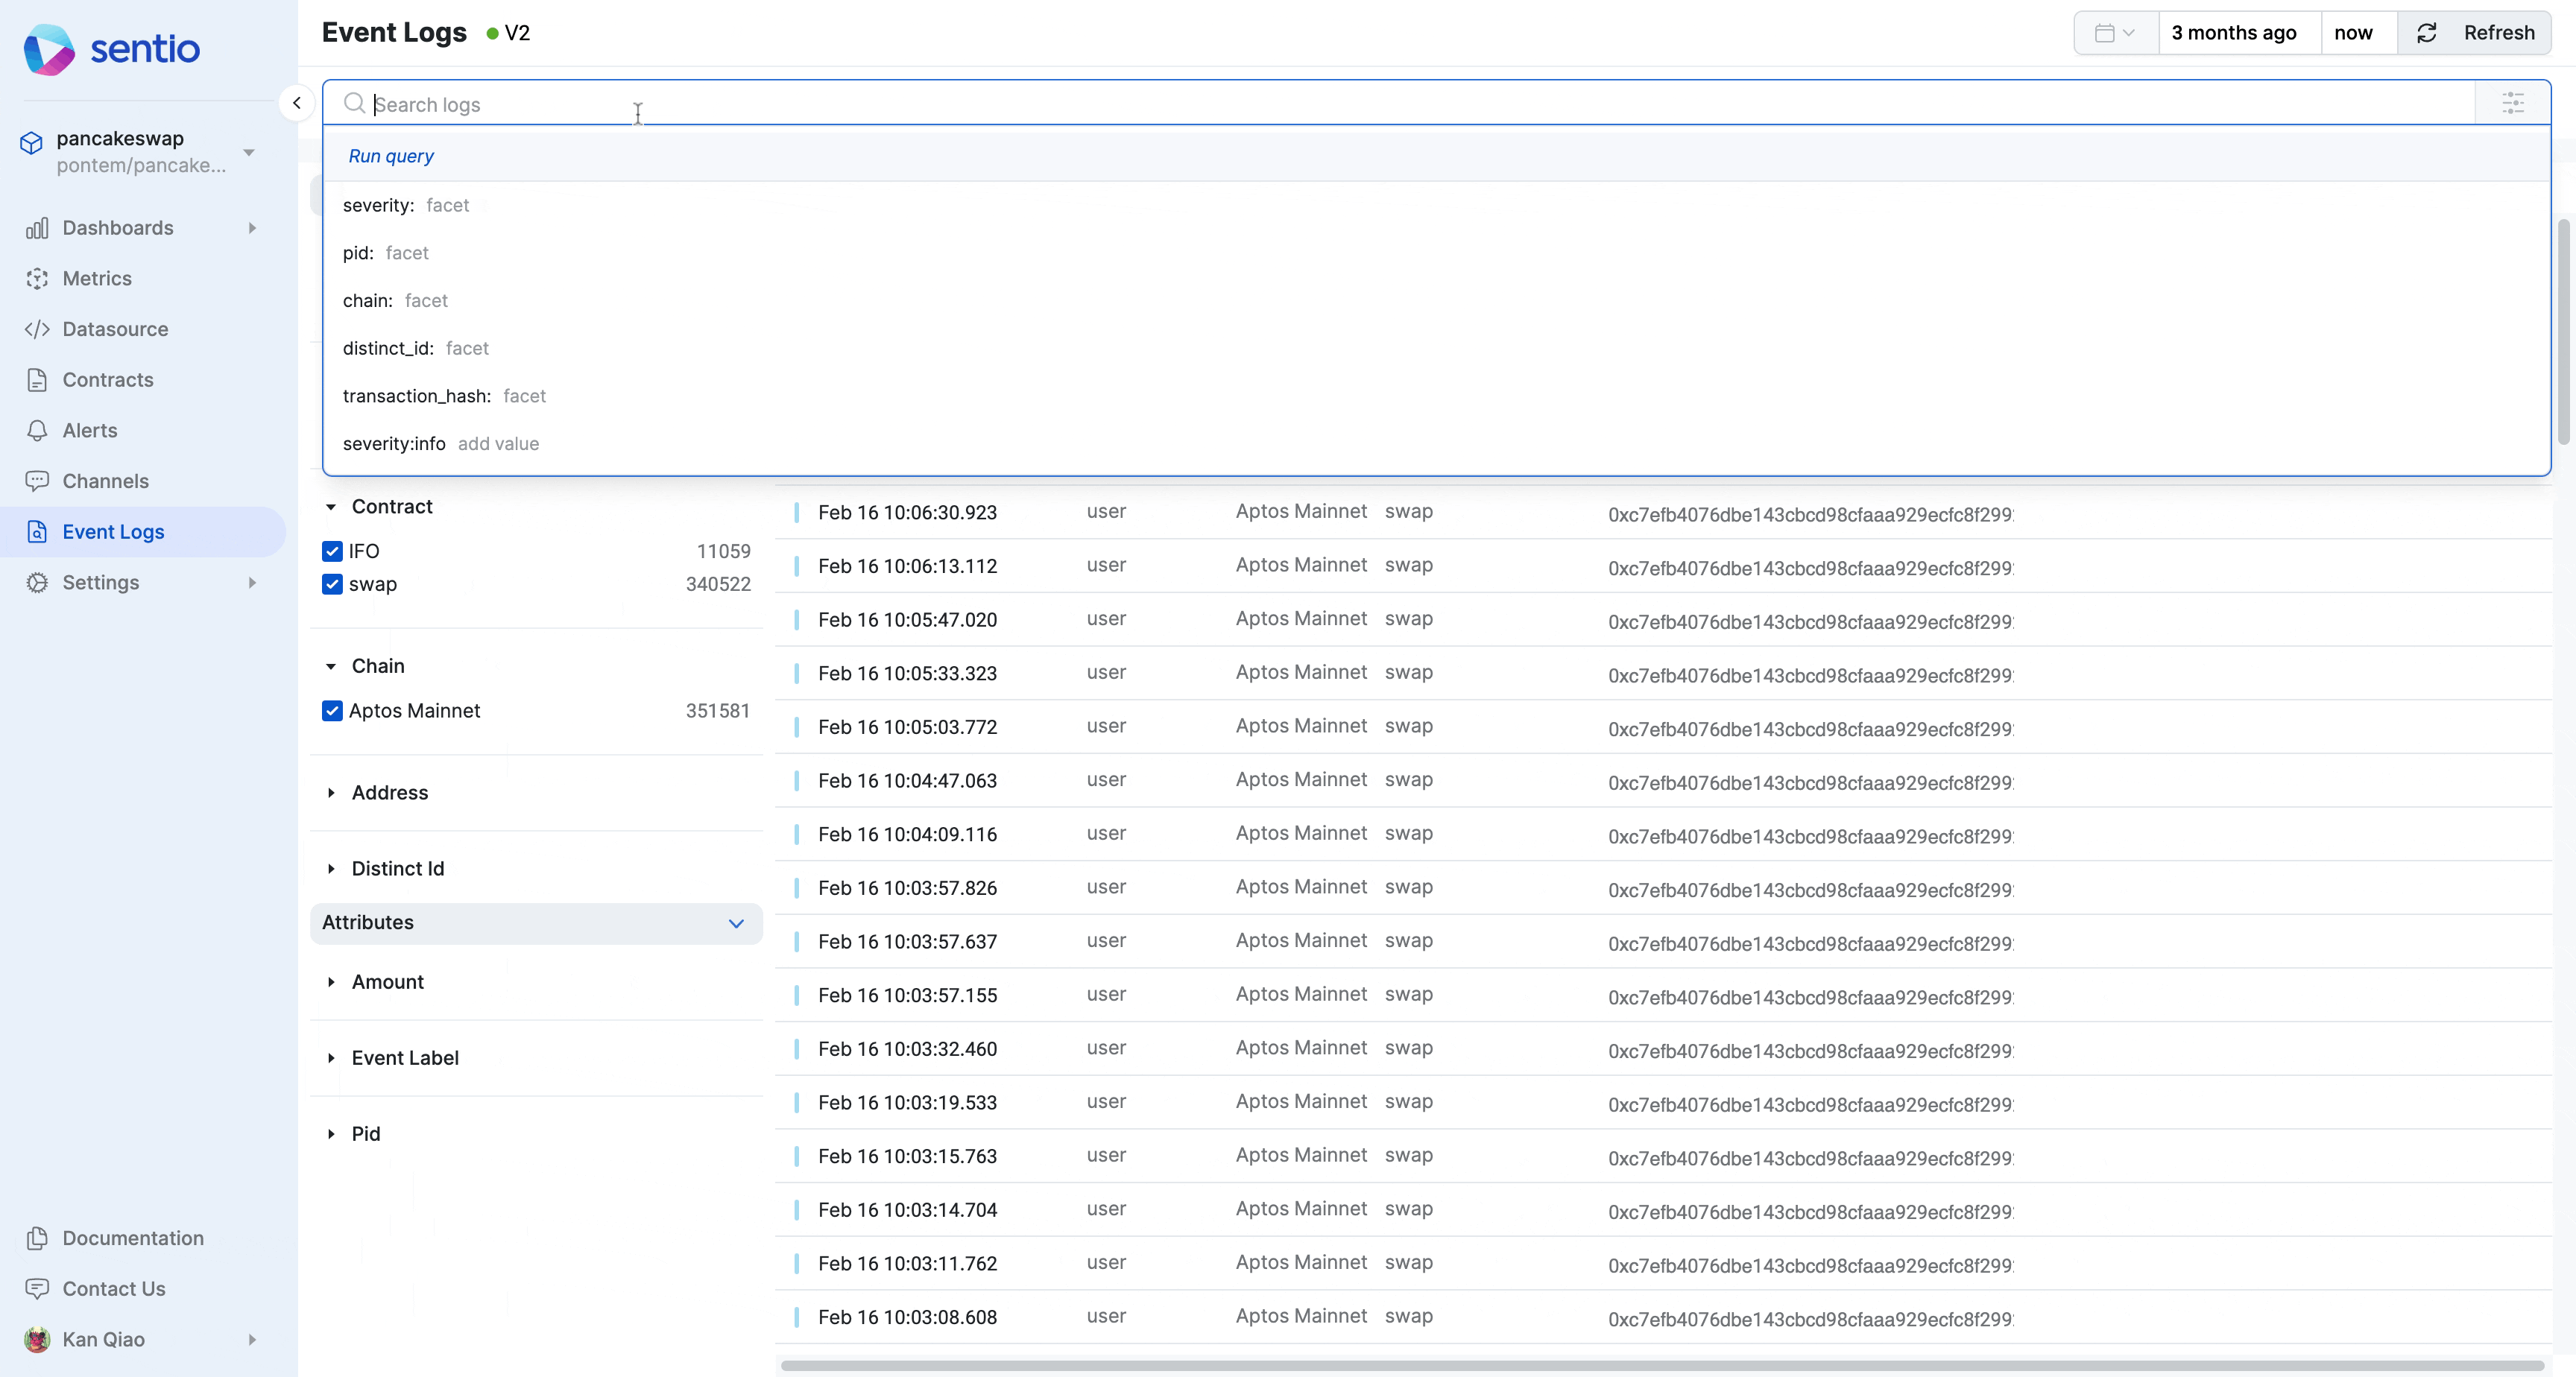 sentio
pancakeswap
pontem/pancake...
Dashboards
Metrics
Datasource
Contracts
Alerts
Channels
Event Logs
Settings
Documentation
Contact Us
Kan Qiao
Event Logs V2
3 months ago now Refresh
Search logs
Run query
severity: facet
pid: facet
chain: facet
distinct_id: facet
transaction_hash: facet
severity:info add value
Contract
IFO 11059
swap 340522
Chain
Aptos Mainnet 351581
Address
Distinct Id
Attributes
Amount
Event Label
Pid
Feb 16 10:06:30.923 user Aptos Mainnet swap 0xc7efb4076dbe143cbcd98cfaaa929ecfc8f299
Feb 16 10:06:13.112 user Aptos Mainnet swap 0xc7efb4076dbe143cbcd98cfaaa929ecfc8f299
Feb 16 10:05:47.020 user Aptos Mainnet swap 0xc7efb4076dbe143cbcd98cfaaa929ecfc8f299
Feb 16 10:05:33.323 user Aptos Mainnet swap 0xc7efb4076dbe143cbcd98cfaaa929ecfc8f299
Feb 16 10:05:03.772 user Aptos Mainnet swap 0xc7efb4076dbe143cbcd98cfaaa929ecfc8f299
Feb 16 10:04:47.063 user Aptos Mainnet swap 0xc7efb4076dbe143cbcd98cfaaa929ecfc8f299
Feb 16 10:04:09.116 user Aptos Mainnet swap 0xc7efb4076dbe143cbcd98cfaaa929ecfc8f299
Feb 16 10:03:57.826 user Aptos Mainnet swap 0xc7efb4076dbe143cbcd98cfaaa929ecfc8f299
Feb 16 10:03:57.637 user Aptos Mainnet swap 0xc7efb4076dbe143cbcd98cfaaa929ecfc8f299
Feb 16 10:03:57.155 user Aptos Mainnet swap 0xc7efb4076dbe143cbcd98cfaaa929ecfc8f299
Feb 16 10:03:32.460 user Aptos Mainnet swap 0xc7efb4076dbe143cbcd98cfaaa929ecfc8f299
Feb 16 10:03:19.533 user Aptos Mainnet swap 0xc7efb4076dbe143cbcd98cfaaa929ecfc8f299
Feb 16 10:03:15.763 user Aptos Mainnet swap 0xc7efb4076dbe143cbcd98cfaaa929ecfc8f299
Feb 16 10:03:14.704 user Aptos Mainnet swap 0xc7efb4076dbe143cbcd98cfaaa929ecfc8f299
Feb 16 10:03:11.762 user Aptos Mainnet swap 0xc7efb4076dbe143cbcd98cfaaa929ecfc8f299
Feb 16 10:03:08.608 user Aptos Mainnet swap 0xc7efb4076dbe143cbcd98cfaaa929ecfc8f299